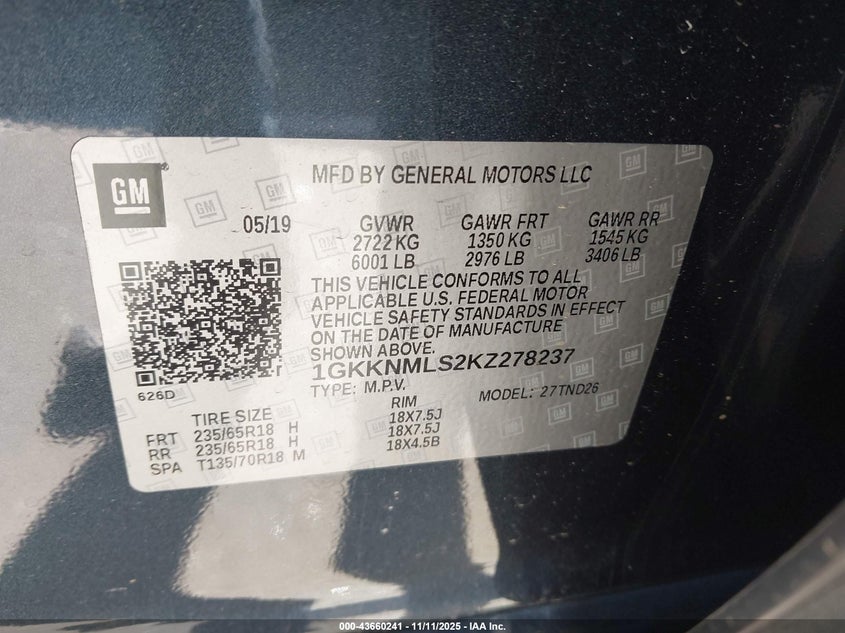 GM
MFD BY GENERAL MOTORS LLC
05/19 GVWR GAWR FRT GAWR RR
2722 KG 1350 KG 1545 KG
6001 LB 2976 LB 3406 LB
THIS VEHICLE CONFORMS TO ALL
APPLICABLE U.S. FEDERAL MOTOR
VEHICLE SAFETY STANDARDS IN EFFECT
ON THE DATE OF MANUFACTURE
SHOWN ABOVE.
1GKKNMLS2KZ278237
626D
TYPE: M.P.V. MODEL: 27TND26
TIRE SIZE RIM
FRT 235/65R18 H 18X7.5J
RR 235/65R18 H 18X7.5J
SPA T135/70R18 M 18X4.5B
000-43660241 - 11/11/2025 - IAA Inc.